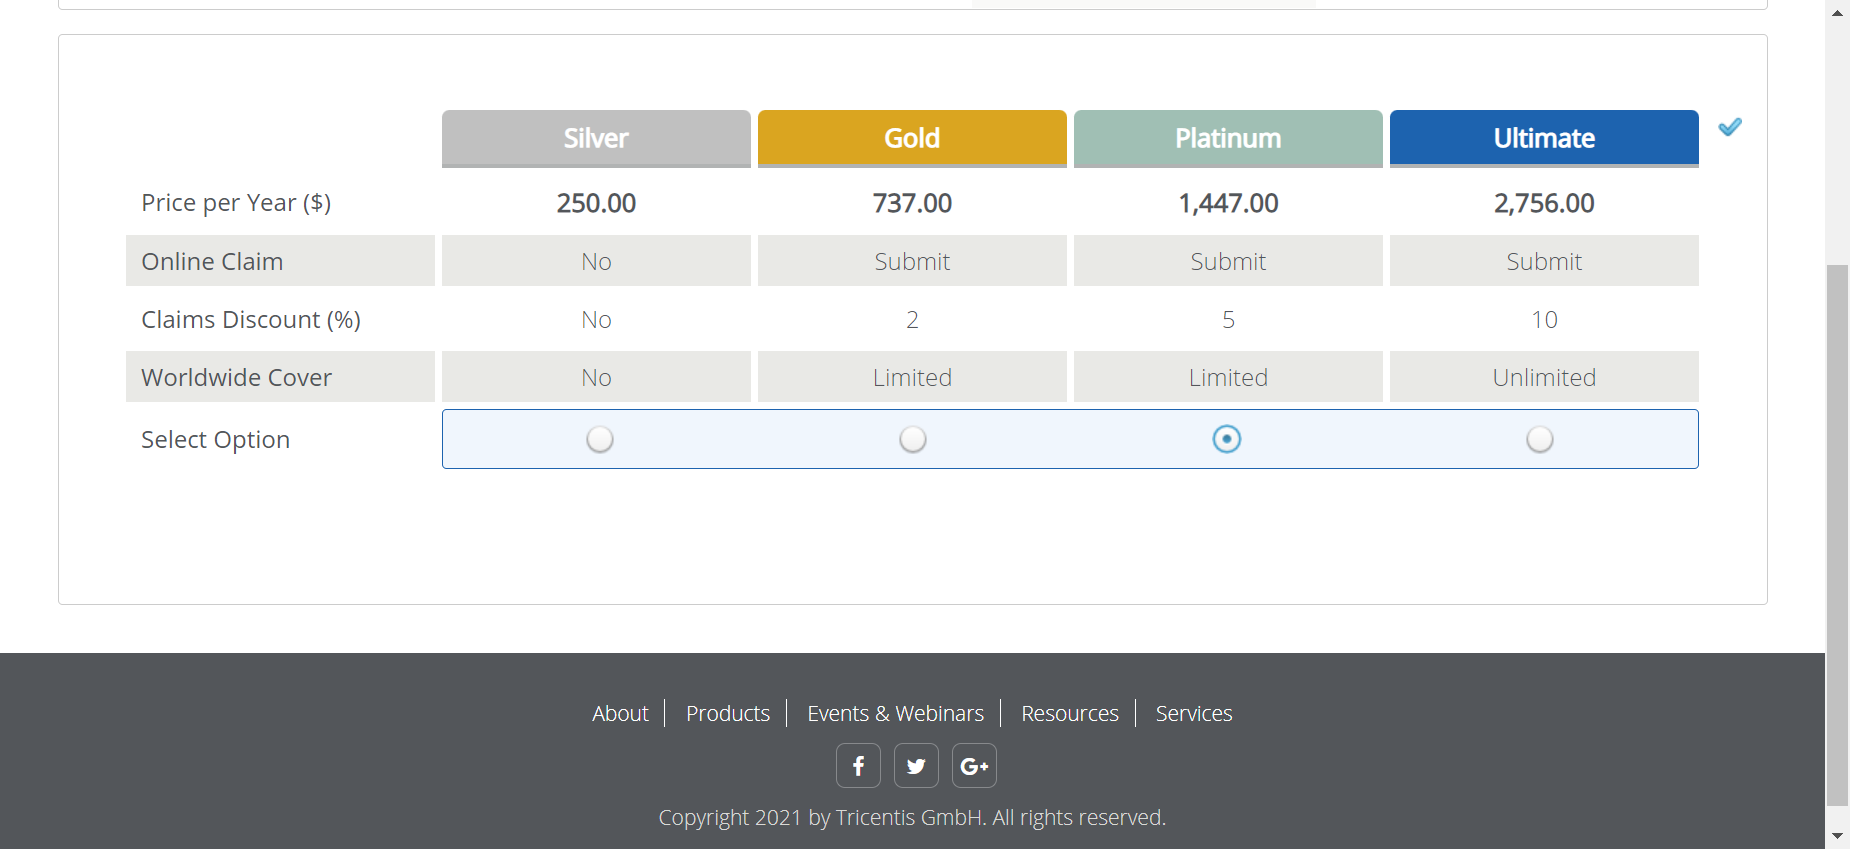 Silver Gold Platinum Ultimate
Price per Year ($) 250.00 737.00 1,447.00 2,756.00
Online Claim No Submit Submit Submit
Claims Discount (%) No 2 5 10
Worldwide Cover No Limited Limited Unlimited
Select Option
About Products Events & Webinars Resources Services
f G+
Copyright 2021 by Tricentis GmbH. All rights reserved.